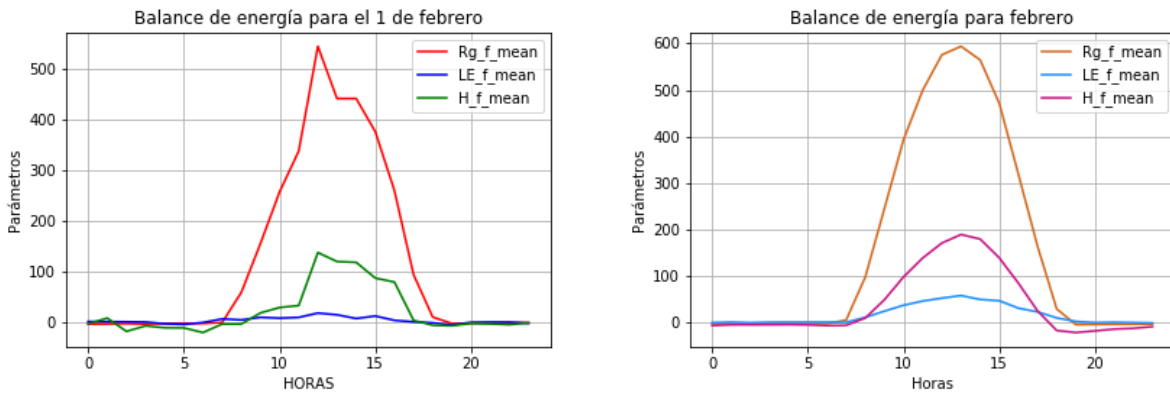 Balance de energía para el 1 de febrero
Rg_f_mean
LE_f_mean
H_f_mean
500
400
300
200
100
0
Parámetros
0
5
10
15
20
HORAS
Balance de energía para febrero
Rg_f_mean
LE_f_mean
H_f_mean
600
500
400
300
200
100
0
Parámetros
0
5
10
15
20
Horas